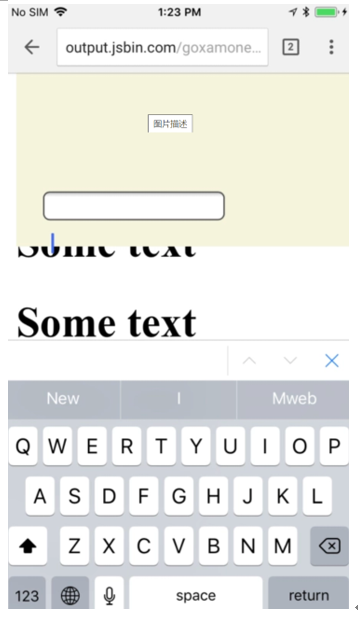 No SIM 1:23 PM
output.jsbin.com/goxamone... 2
图片描述
Some text
Some text
New I Mweb
Q W E R T Y U I O P
A S D F G H J K L
Z X C V B N M
123 space return